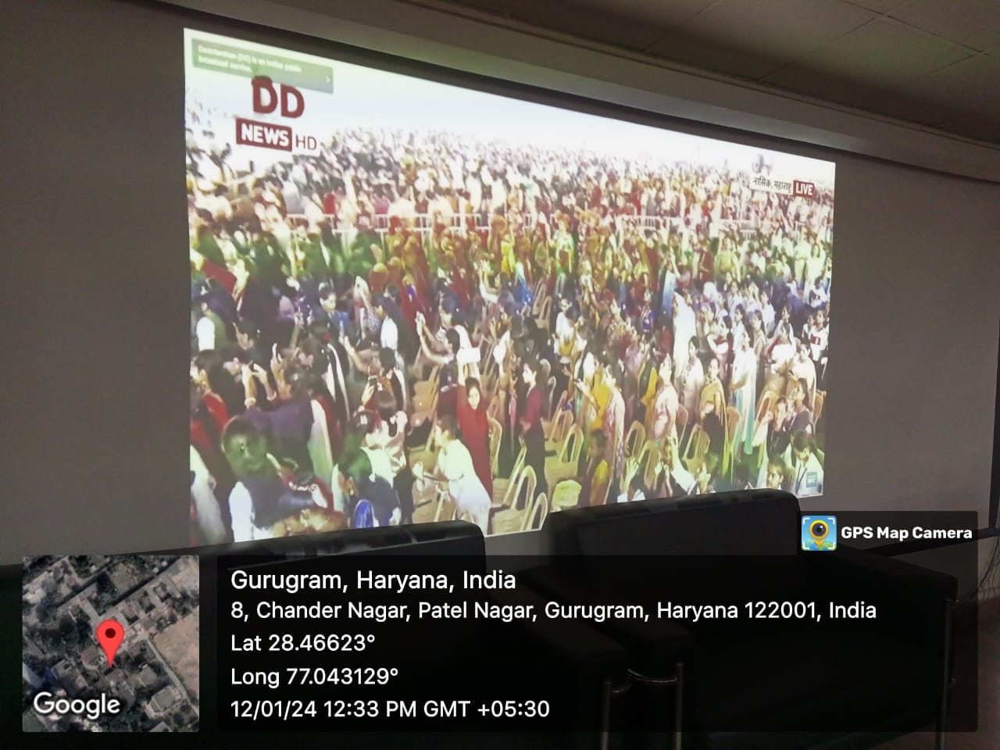 Doordarshan (DD) is an Indian public
broadcast service.
DD
NEWS HD
नासिक, महाराष्ट्र LIVE
GPS Map Camera
Gurugram, Haryana, India
8, Chander Nagar, Patel Nagar, Gurugram, Haryana 122001, India
Lat 28.46623°
Long 77.043129°
12/01/24 12:33 PM GMT +05:30
Google